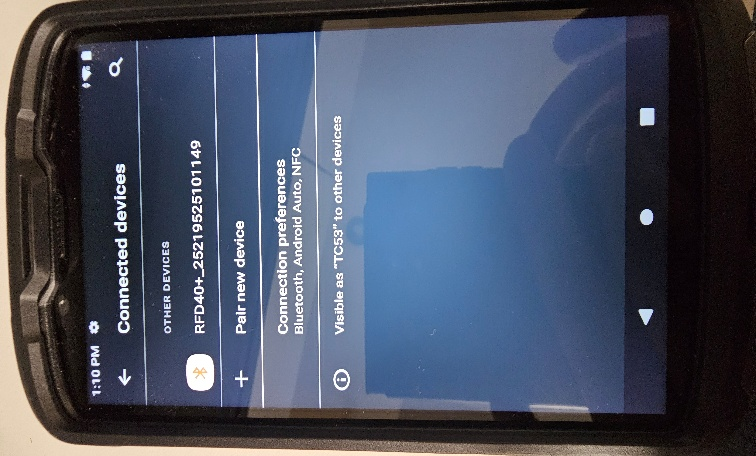 1:10 PM
Connected devices
OTHER DEVICES
RFD40+_25219525101149
Pair new device
Connection preferences
Bluetooth, Android Auto, NFC
Visible as "TC53" to other devices